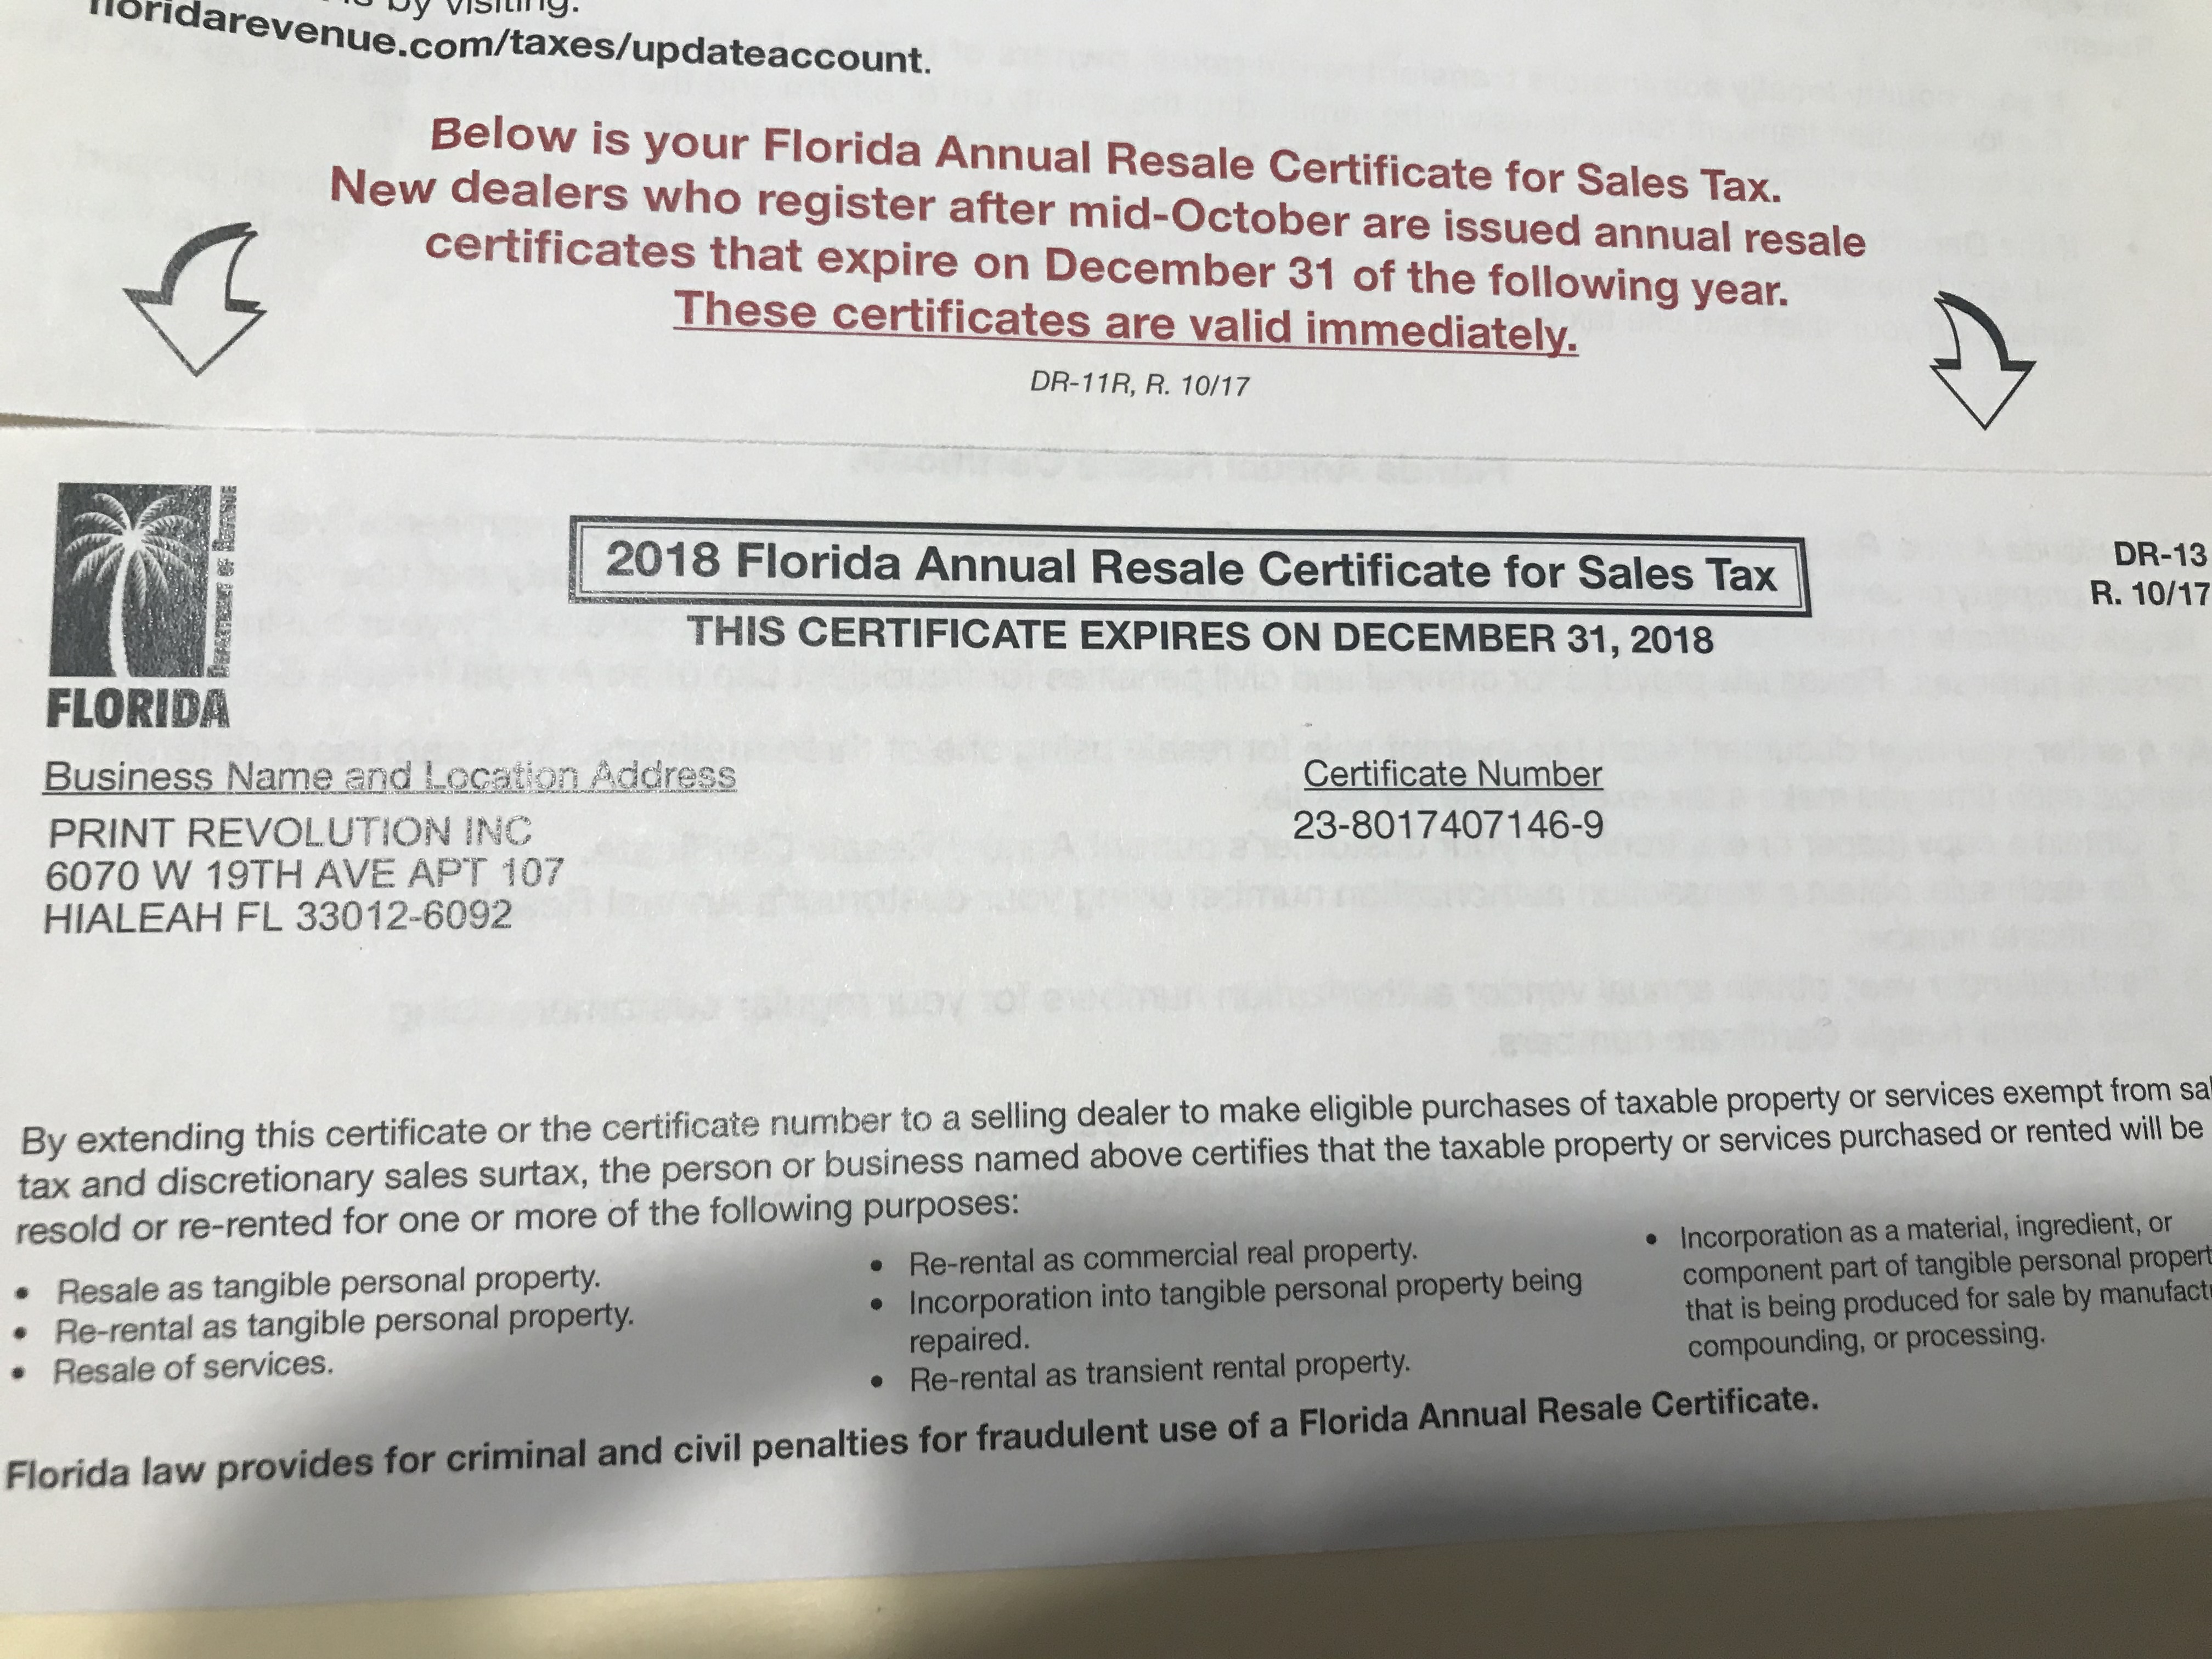 by visiting:
floridarevenue.com/taxes/updateaccount.
Below is your Florida Annual Resale Certificate for Sales Tax.
New dealers who register after mid-October are issued annual resale
certificates that expire on December 31 of the following year.
These certificates are valid immediately.
DR-11R, R. 10/17
FLORIDA
2018 Florida Annual Resale Certificate for Sales Tax
THIS CERTIFICATE EXPIRES ON DECEMBER 31, 2018
DR-13
R. 10/17
Business Name and Location Address
PRINT REVOLUTION INC
6070 W 19TH AVE APT 107
HIALEAH FL 33012-6092
Certificate Number
23-8017407146-9
By extending this certificate or the certificate number to a selling dealer to make eligible purchases of taxable property or services exempt from
tax and discretionary sales surtax, the person or business named above certifies that the taxable property or services purchased or rented will be
resold or re-rented for one or more of the following purposes:
• Resale as tangible personal property.
• Re-rental as tangible personal property.
• Resale of services.
• Re-rental as commercial real property.
• Incorporation into tangible personal property being
repaired.
• Re-rental as transient rental property.
• Incorporation as a material, ingredient, or
component part of tangible personal propert
that is being produced for sale by manufact
compounding, or processing.
Florida law provides for criminal and civil penalties for fraudulent use of a Florida Annual Resale Certificate.